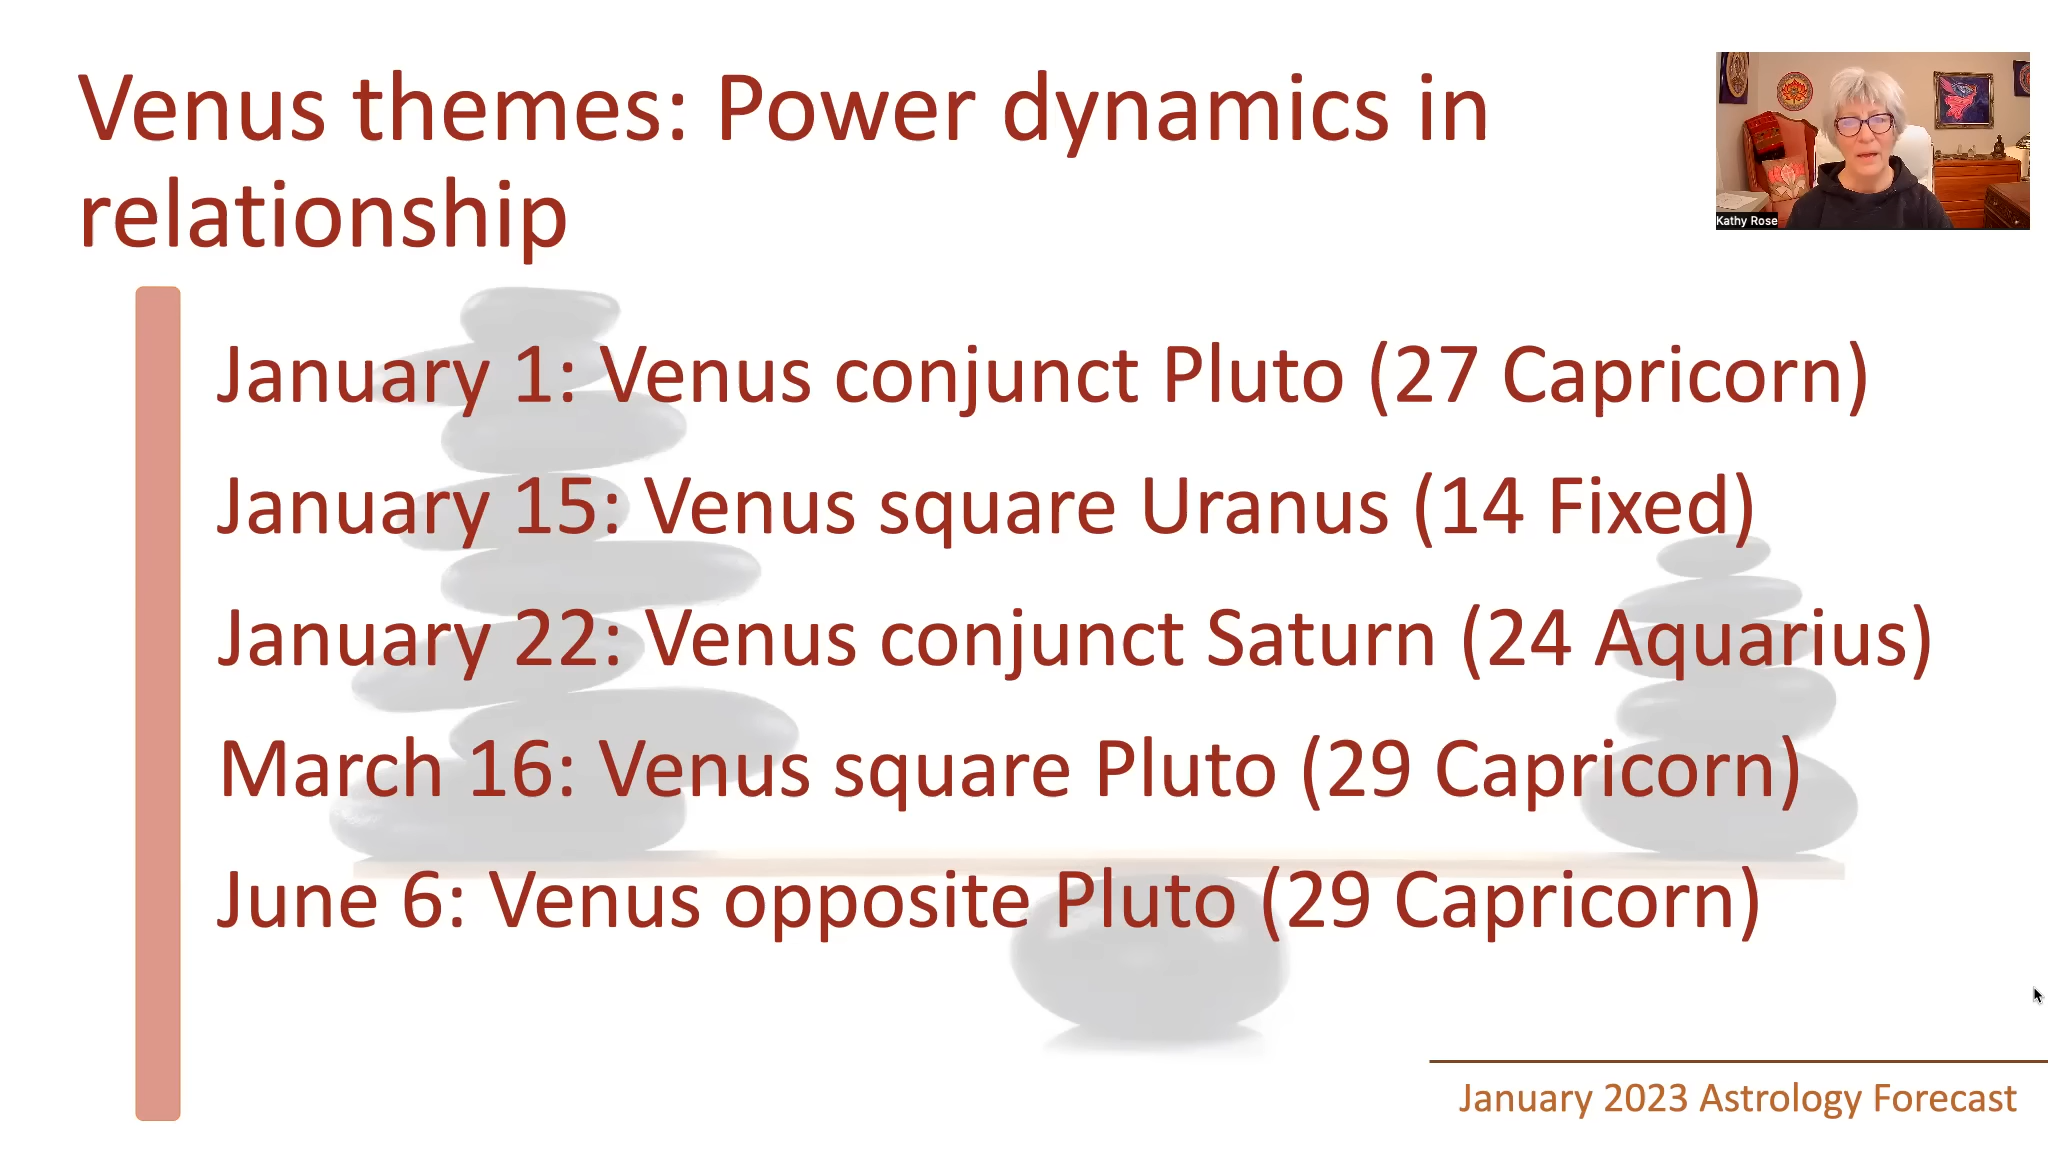 Venus themes: Power dynamics in
relationship
Kathy Rose
January 1: Venus conjunct Pluto (27 Capricorn)
January 15: Venus square Uranus (14 Fixed)
January 22: Venus conjunct Saturn (24 Aquarius)
March 16: Venus square Pluto (29 Capricorn)
June 6: Venus opposite Pluto (29 Capricorn)
January 2023 Astrology Forecast